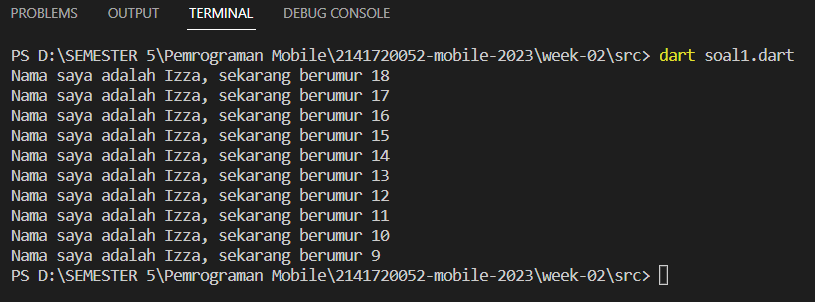 PROBLEMS OUTPUT TERMINAL DEBUG CONSOLE
PS D:\SEMESTER 5\Pemrograman Mobile\2141720052-mobile-2023\week-02\src> dart soal1.dart
Nama saya adalah Izza, sekarang berumur 18
Nama saya adalah Izza, sekarang berumur 17
Nama saya adalah Izza, sekarang berumur 16
Nama saya adalah Izza, sekarang berumur 15
Nama saya adalah Izza, sekarang berumur 14
Nama saya adalah Izza, sekarang berumur 13
Nama saya adalah Izza, sekarang berumur 12
Nama saya adalah Izza, sekarang berumur 11
Nama saya adalah Izza, sekarang berumur 10
Nama saya adalah Izza, sekarang berumur 9
PS D:\SEMESTER 5\Pemrograman Mobile\2141720052-mobile-2023\week-02\src>